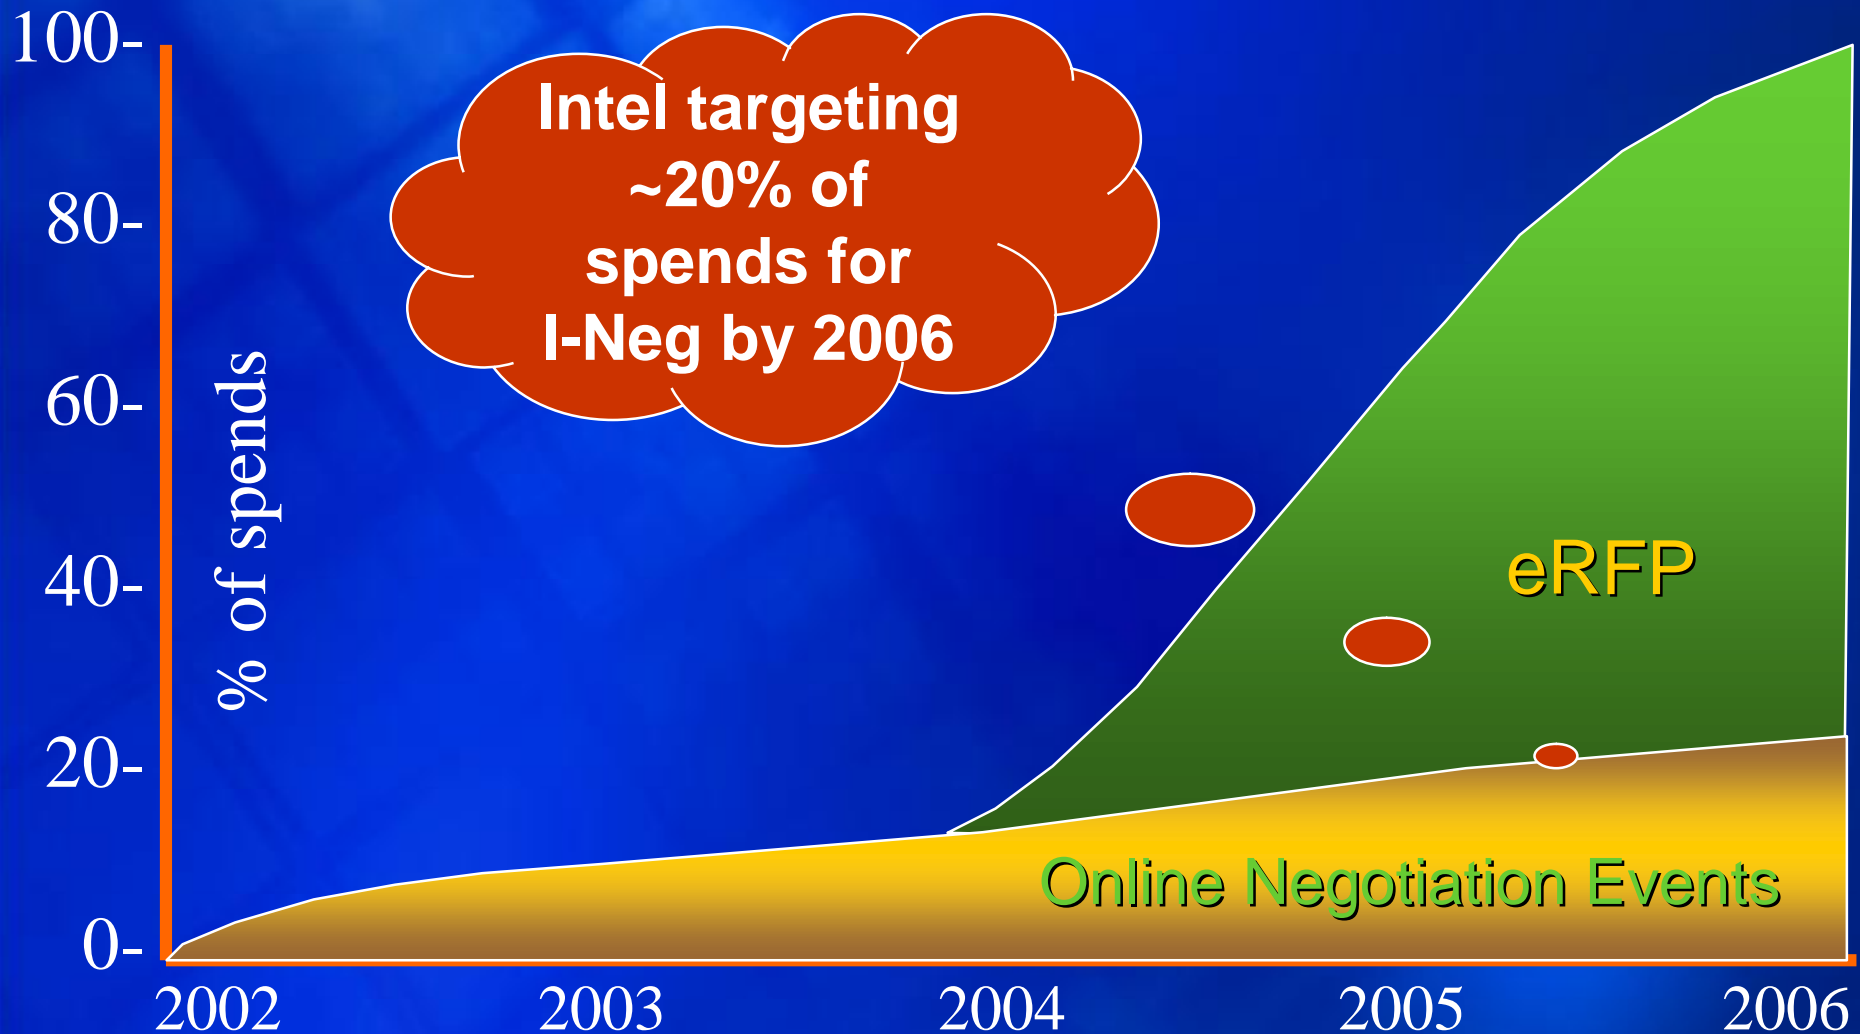 100-
80-
60-
40-
20-
0-
% of spends
Intel targeting
~20% of
spends for
I-Neg by 2006
eRFP
Online Negotiation Events
2002 2003 2004 2005 2006